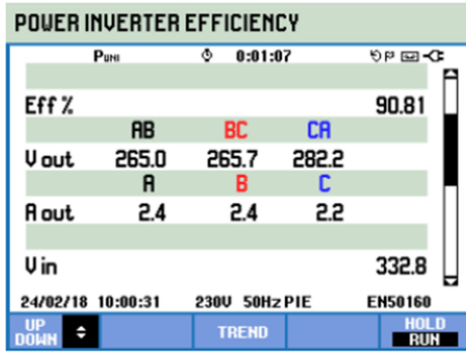 POWER INVERTER EFFICIENCY
PUNI 0:01:07
Eff % 90.81
AB BC CA
V out 265.0 265.7 282.2
A B C
A out 2.4 2.4 2.2
V in 332.8
24/02/18 10:00:31 230V 50Hz PIE EN50160
UP DOWN TREND HOLD RUN